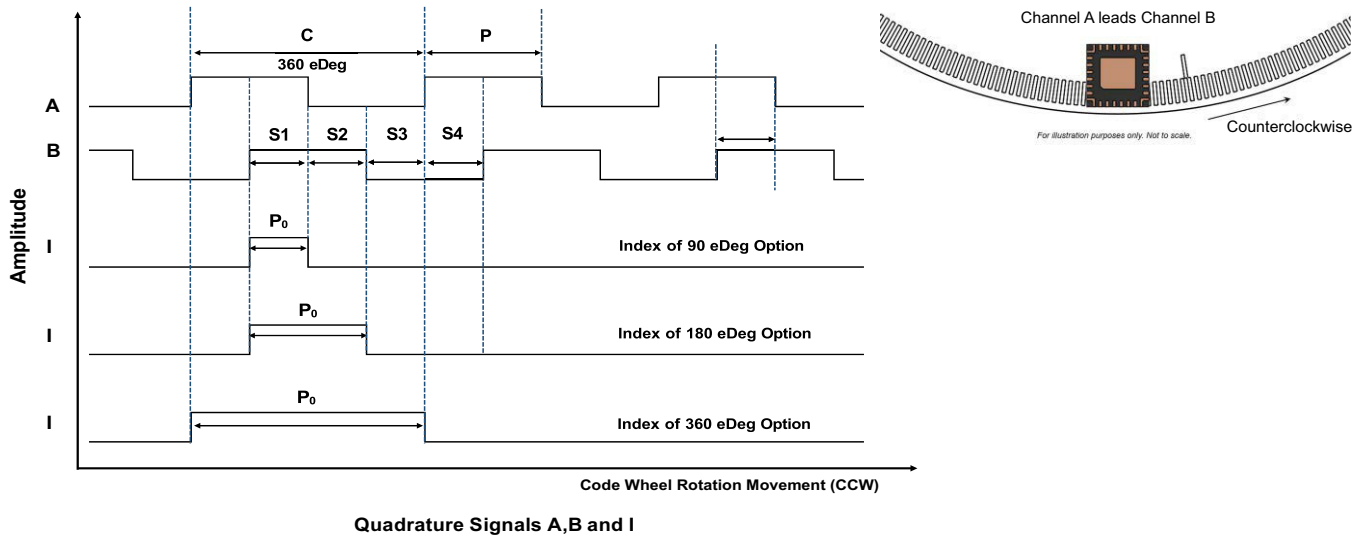 Channel A leads Channel B
C
P
360 eDeg
A
S1
S2
S3
S4
B
For illustration purposes only. Not to scale.
Counterclockwise
P₀
I
Index of 90 eDeg Option
Amplitude
P₀
I
Index of 180 eDeg Option
P₀
I
Index of 360 eDeg Option
Code Wheel Rotation Movement (CCW)
Quadrature Signals A,B and I